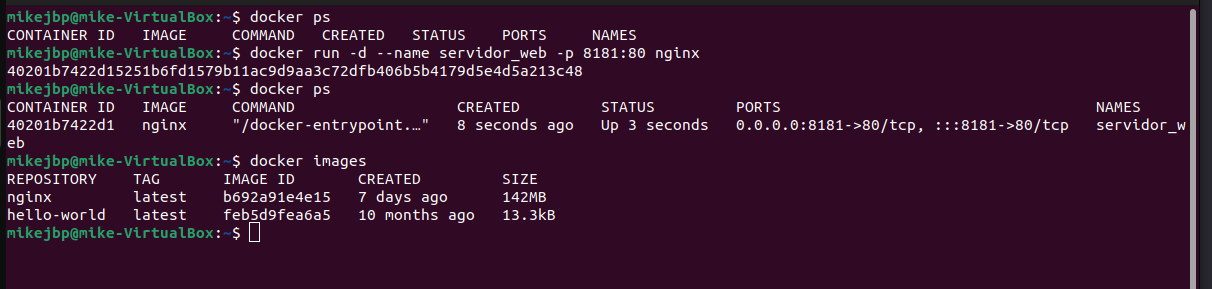 mikejbp@mike-VirtualBox:~$ docker ps
CONTAINER ID   IMAGE     COMMAND   CREATED   STATUS    PORTS     NAMES
mikejbp@mike-VirtualBox:~$ docker run -d --name servidor_web -p 8181:80 nginx
40201b7422d15251b6fd1579b11ac9d9aa3c72dfb406b5b4179d5e4d5a213c48
mikejbp@mike-VirtualBox:~$ docker ps
CONTAINER ID   IMAGE     COMMAND                  CREATED         STATUS         PORTS                                   NAMES
40201b7422d1   nginx     "/docker-entrypoint.…"   8 seconds ago   Up 3 seconds   0.0.0.0:8181->80/tcp, :::8181->80/tcp   servidor_w
eb
mikejbp@mike-VirtualBox:~$ docker images
REPOSITORY    TAG       IMAGE ID       CREATED         SIZE
nginx         latest    b692a91e4e15   7 days ago      142MB
hello-world   latest    feb5d9fea6a5   10 months ago   13.3kB
mikejbp@mike-VirtualBox:~$